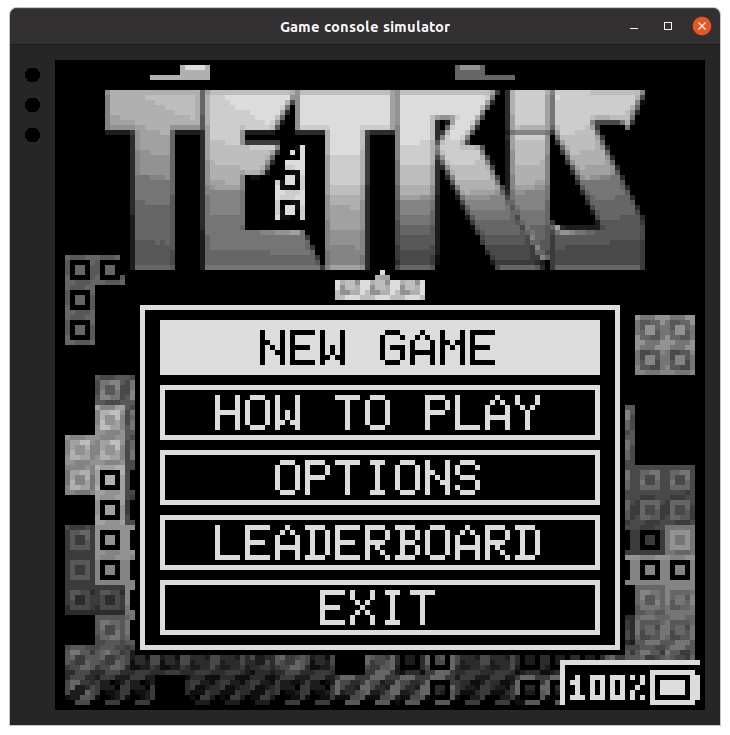 Game console simulator
TETRIS
NEW GAME
HOW TO PLAY
OPTIONS
LEADERBOARD
EXIT
100%